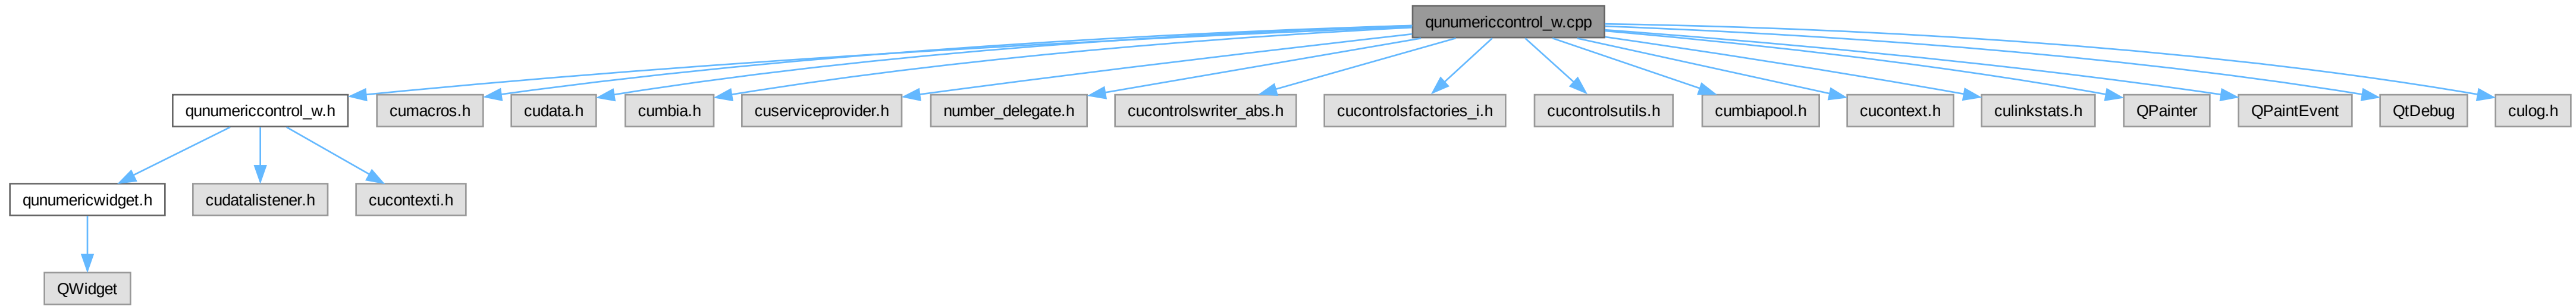 qunumericcontrol_w.cpp
qunumericcontrol_w.h
cumacros.h
cudata.h
cumbia.h
cuserviceprovider.h
number_delegate.h
cucontrolswriter_abs.h
cucontrolsfactories_i.h
cucontrolsutils.h
cumbiapool.h
cucontext.h
culinkstats.h
QPainter
QPaintEvent
QtDebug
culog.h
qunumericwidget.h
cudatalistener.h
cucontexti.h
QWidget